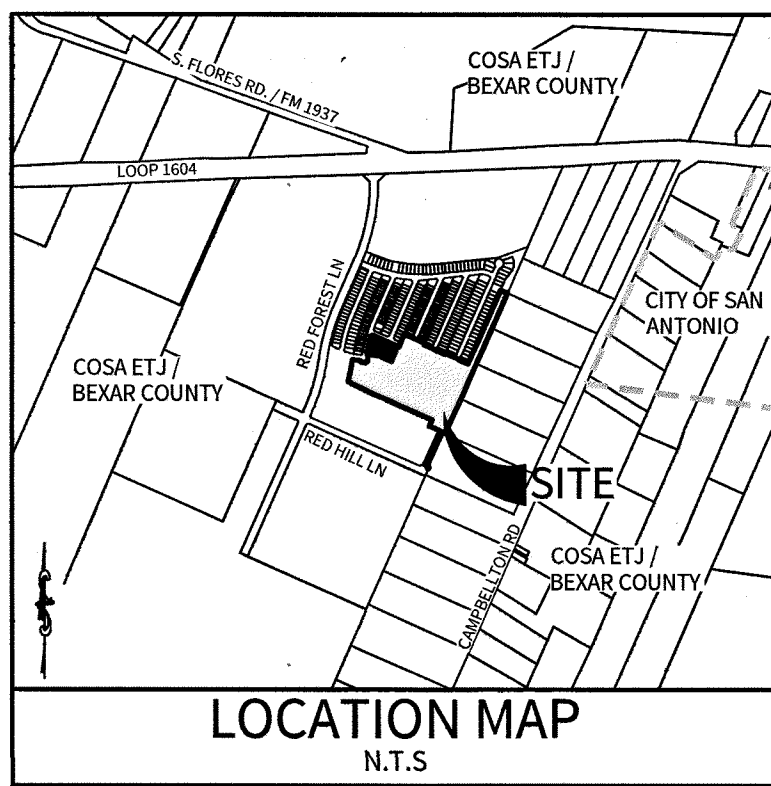 COSA ETJ /
BEXAR COUNTY
S. FLORES RD. / FM 1937
LOOP 1604
RED FOREST LN
CITY OF SAN
ANTONIO
COSA ETJ /
BEXAR COUNTY
RED HILL LN
SITE
CAMPBELLTON RD
COSA ETJ /
BEXAR COUNTY
LOCATION MAP
N.T.S